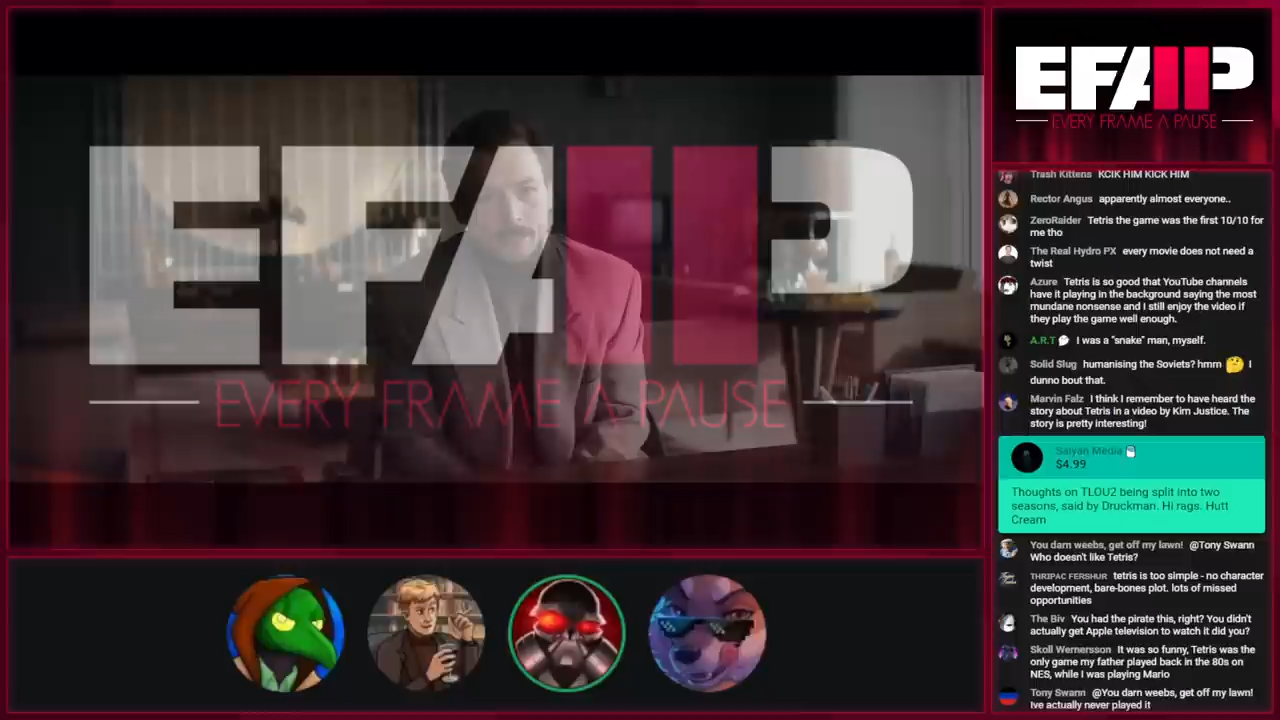 EFAP
EVERY FRAME A PAUSE
EFAP
EVERY FRAME A PAUSE
Trash Kittens KCIK HIM KICK HIM
Rector Angus apparently almost everyone..
ZeroRaider Tetris the game was the first 10/10 for
me tho
The Real Hydro PX every movie does not need a
twist
Azure Tetris is so good that YouTube channels
have it playing in the background saying the most
mundane nonsense and I still enjoy the video if
they play the game well enough.
A.R.T I was a "snake" man, myself.
Solid Slug humanising the Soviets? hmm 🤔 I
dunno bout that.
Marvin Falz I think I remember to have heard the
story about Tetris in a video by Kim Justice. The
story is pretty interesting!
Saiyan Media
$4.99
Thoughts on TLOU2 being split into two
seasons, said by Druckman. Hi rags. Hutt
Cream
You darn weebs, get off my lawn! @Tony Swann
Who doesn't like Tetris?
THRIPAC FERSHUR tetris is too simple - no character
development, bare-bones plot. lots of missed
opportunities
The Biv You had the pirate this, right? You didn't
actually get Apple television to watch it did you?
Skoll Wernersson It was so funny, Tetris was the
only game my father played back in the 80s on
NES, while I was playing Mario
Tony Swann @You darn weebs, get off my lawn!
Ive actually never played it